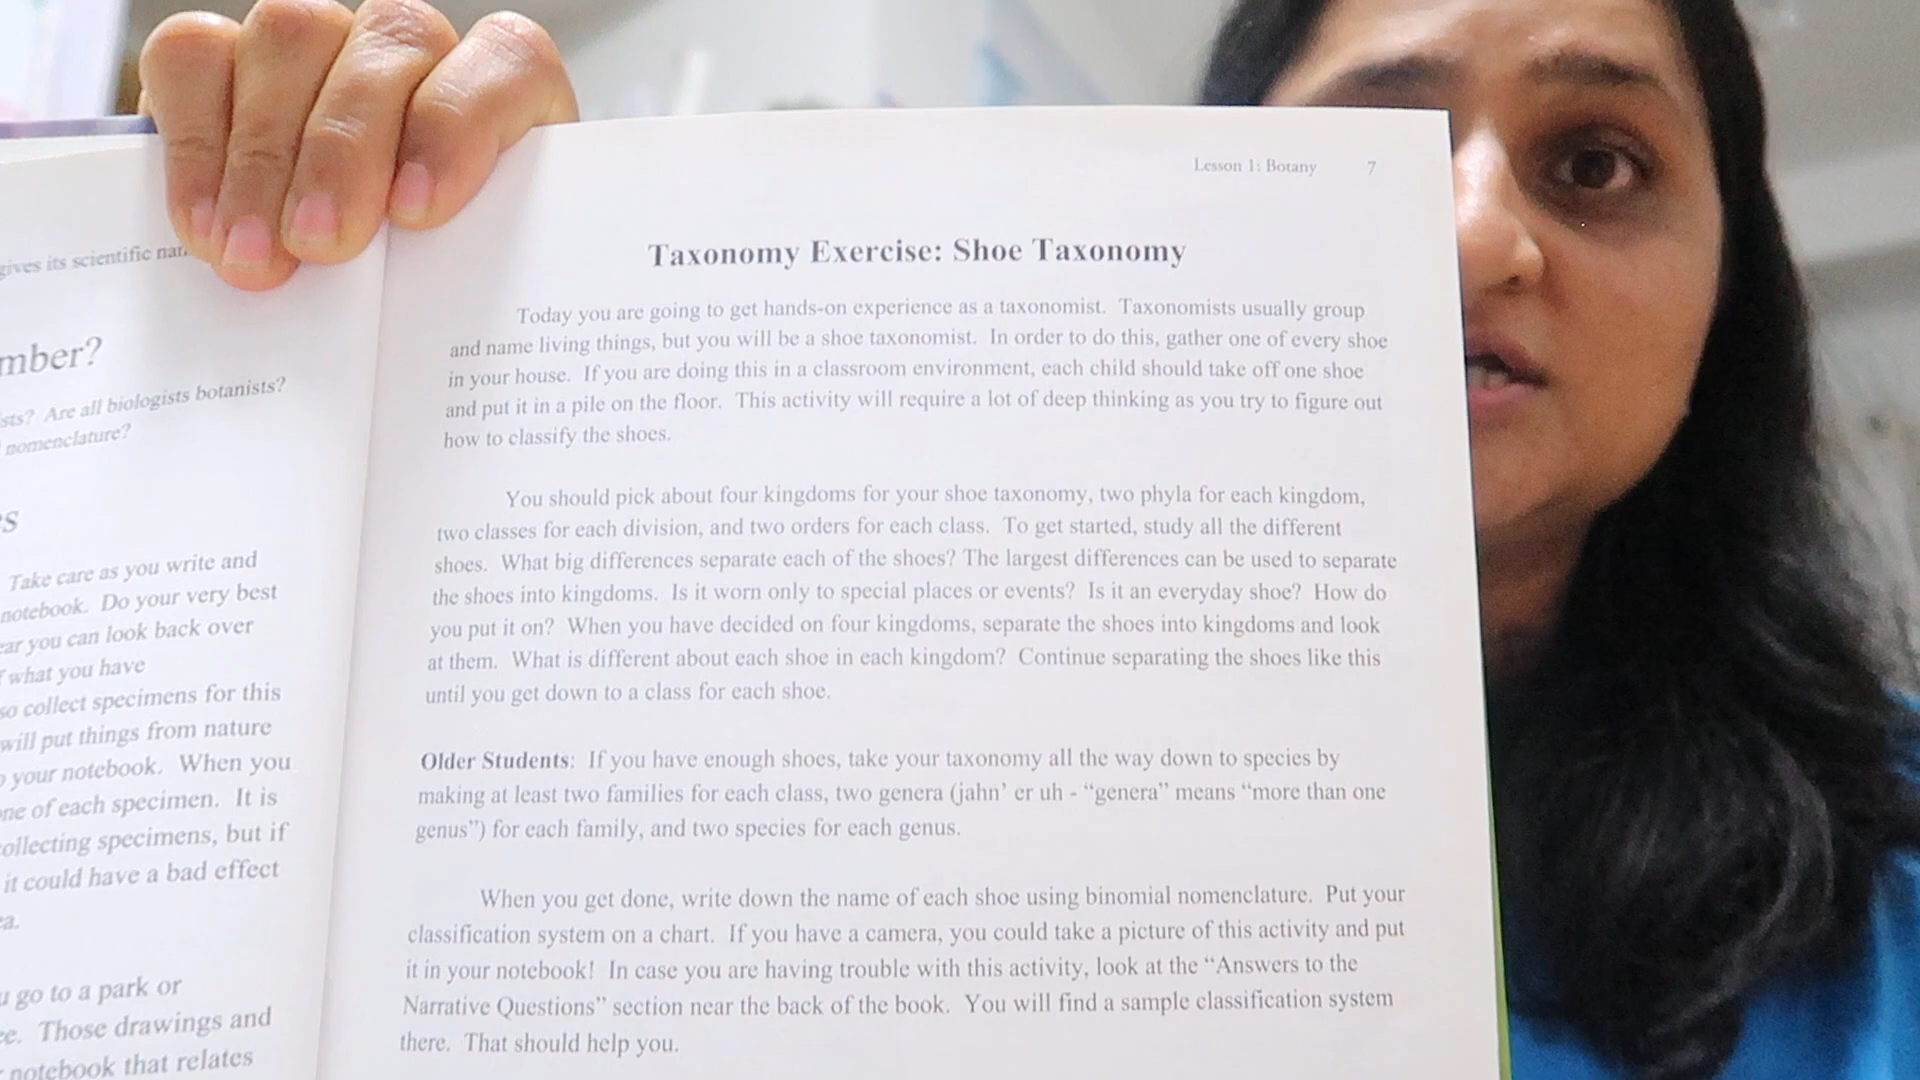 gives its scientific
mber?
sts? Are all biologists botanists?
nomenclature?
s
Take care as you write and
notebook. Do your very best
ear you can look back over
what you have
so collect specimens for this
will put things from nature
your notebook. When you
one of each specimen. It is
collecting specimens, but if
it could have a bad effect
a.
u go to a park or
ce. Those drawings and
notebook that relates
Lesson 1: Botany 7
Taxonomy Exercise: Shoe Taxonomy
Today you are going to get hands-on experience as a taxonomist. Taxonomists usually group
and name living things, but you will be a shoe taxonomist. In order to do this, gather one of every shoe
in your house. If you are doing this in a classroom environment, each child should take off one shoe
and put it in a pile on the floor. This activity will require a lot of deep thinking as you try to figure out
how to classify the shoes.
You should pick about four kingdoms for your shoe taxonomy, two phyla for each kingdom,
two classes for each division, and two orders for each class. To get started, study all the different
shoes. What big differences separate each of the shoes? The largest differences can be used to separate
the shoes into kingdoms. Is it worn only to special places or events? Is it an everyday shoe? How do
you put it on? When you have decided on four kingdoms, separate the shoes into kingdoms and look
at them. What is different about each shoe in each kingdom? Continue separating the shoes like this
until you get down to a class for each shoe.
Older Students: If you have enough shoes, take your taxonomy all the way down to species by
making at least two families for each class, two genera (jahn’ er uh - “genera” means “more than one
genus”) for each family, and two species for each genus.
When you get done, write down the name of each shoe using binomial nomenclature. Put your
classification system on a chart. If you have a camera, you could take a picture of this activity and put
it in your notebook! In case you are having trouble with this activity, look at the “Answers to the
Narrative Questions” section near the back of the book. You will find a sample classification system
there. That should help you.